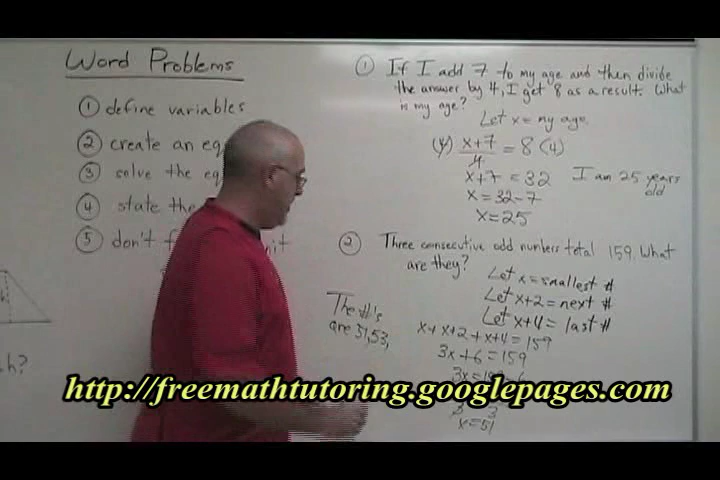 Word Problems
① define variables
② create an eq
③ solve the eq
④ state the
⑤ don't f it
① If I add 7 to my age and then divide
the answer by 4, I get 8 as a result. What
is my age?
Let x = my age
(4) x+7 = 8 (4)
4
x+7 = 32
x = 32-7
x = 25
I am 25 years
old
② Three consecutive odd numbers total 159. What
are they?
Let x = smallest #
Let x+2 = next #
Let x+4 = last #
x + x+2 + x+4 = 159
3x + 6 = 159
3x =
3 3
x = 51
The #'s
are 51, 53,
h?
http://freemathtutoring.googlepages.com